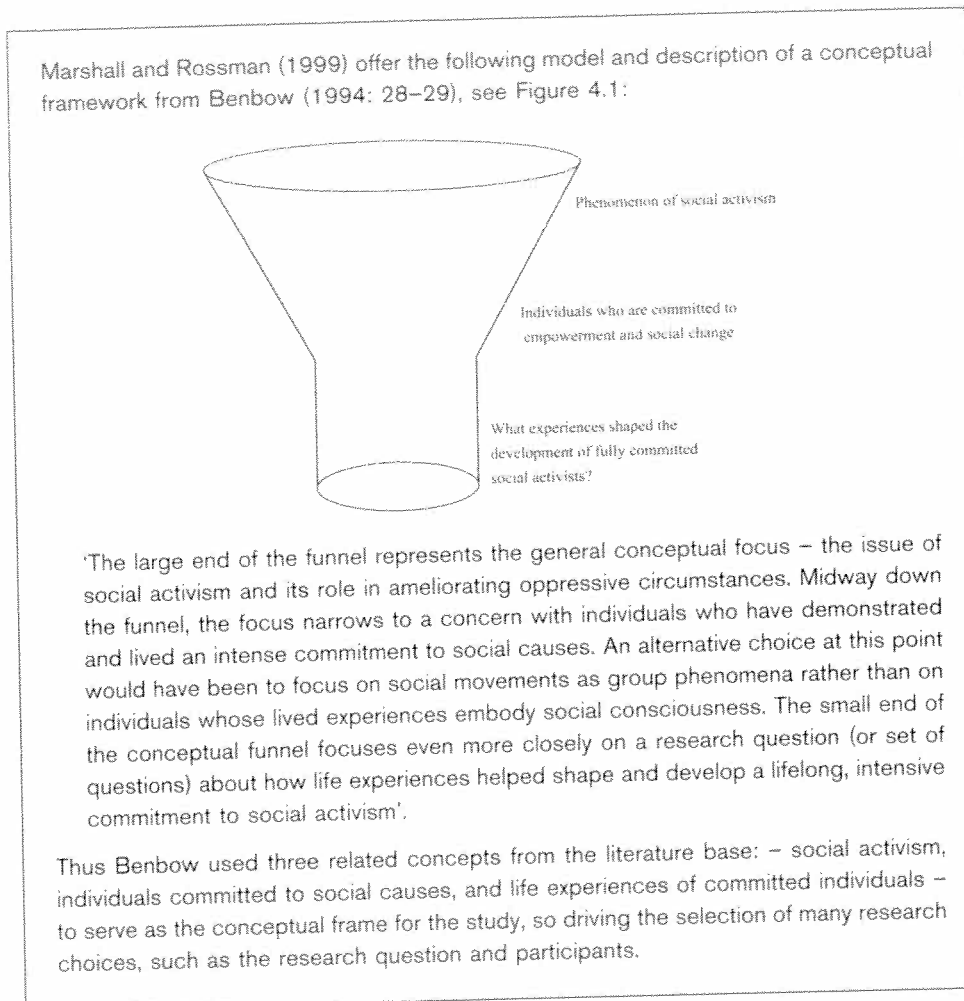 Marshall and Rossman (1999) offer the following model and description of a conceptual
framework from Benbow (1994: 28–29), see Figure 4.1:
Phenomenon of social activism
Individuals who are committed to
empowerment and social change
What experiences shaped the
development of fully committed
social activists?
'The large end of the funnel represents the general conceptual focus – the issue of
social activism and its role in ameliorating oppressive circumstances. Midway down
the funnel, the focus narrows to a concern with individuals who have demonstrated
and lived an intense commitment to social causes. An alternative choice at this point
would have been to focus on social movements as group phenomena rather than on
individuals whose lived experiences embody social consciousness. The small end of
the conceptual funnel focuses even more closely on a research question (or set of
questions) about how life experiences helped shape and develop a lifelong, intensive
commitment to social activism'.
Thus Benbow used three related concepts from the literature base: – social activism,
individuals committed to social causes, and life experiences of committed individuals –
to serve as the conceptual frame for the study, so driving the selection of many research
choices, such as the research question and participants.